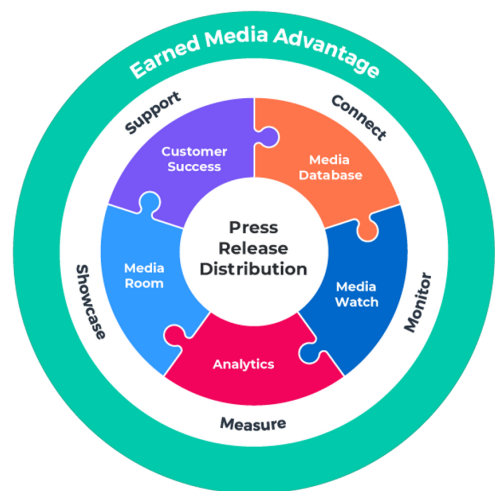 Earned Media Advantage
Support
Connect
Customer
Success
Media
Database
Press
Release
Distribution
Media
Room
Media
Watch
Showcase
Monitor
Analytics
Measure